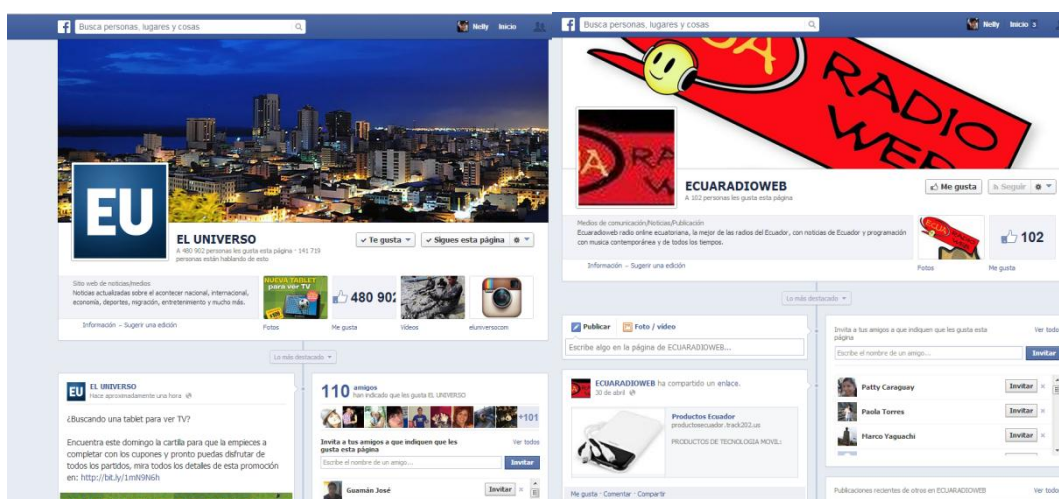 Busca personas, lugares y cosas
Nelly Inicio
EU
EL UNIVERSO
A 480 902 personas les gusta esta página · 141 719
personas están hablando de esto
Te gusta
Sigues esta página
Sitio web de noticias/medios
Noticias actualizadas sobre el acontecer nacional, internacional,
economía, deportes, migración, entretenimiento y mucho más.
Información – Sugerir una edición
NUEVA TABLET
para ver TV
480 902
Fotos
Me gusta
Vídeos
eluniversocom
Lo más destacado
EU
EL UNIVERSO
Hace aproximadamente una hora
¿Buscando una tablet para ver TV?
Encuentra este domingo la cartilla para que la empieces a
completar con los cupones y pronto puedas disfrutar de
todos los partidos, mira todos los detalles de esta promoción
en: http://bit.ly/1mN9N6h
110 amigos
han indicado que les gusta EL UNIVERSO
+101
Invita a tus amigos a que indiquen que les
gusta esta página
Ver todos
Escribe el nombre de un amigo...
Invitar
Guamán José
Invitar
Busca personas, lugares y cosas
Nelly Inicio 3
RADIO
WEB
ECUARADIOWEB
A 102 personas les gusta esta página
Me gusta
Seguir
Medios de comunicación/Noticias/Publicación
Ecuaradioweb radio online ecuatoriana, la mejor de las radios del Ecuador, con noticias de Ecuador y programación
con musica contemporánea y de todos los tiempos.
Información – Sugerir una edición
102
Fotos
Me gusta
Lo más destacado
Publicar
Foto / vídeo
Escribe algo en la página de ECUARADIOWEB...
ECUARADIOWEB ha compartido un enlace.
30 de abril
Productos Ecuador
productosecuador.track202.us
PRODUCTOS DE TECNOLOGIA MOVIL:
Me gusta · Comentar · Compartir
Invita a tus amigos a que indiquen que les gusta esta
página
Ver todo
Escribe el nombre de un amigo...
Invitar
Patty Caraguay
Invitar
Paola Torres
Invitar
Marco Yaguachi
Invitar
Publicaciones recientes de otros en ECUARADIOWEB
Ver todo